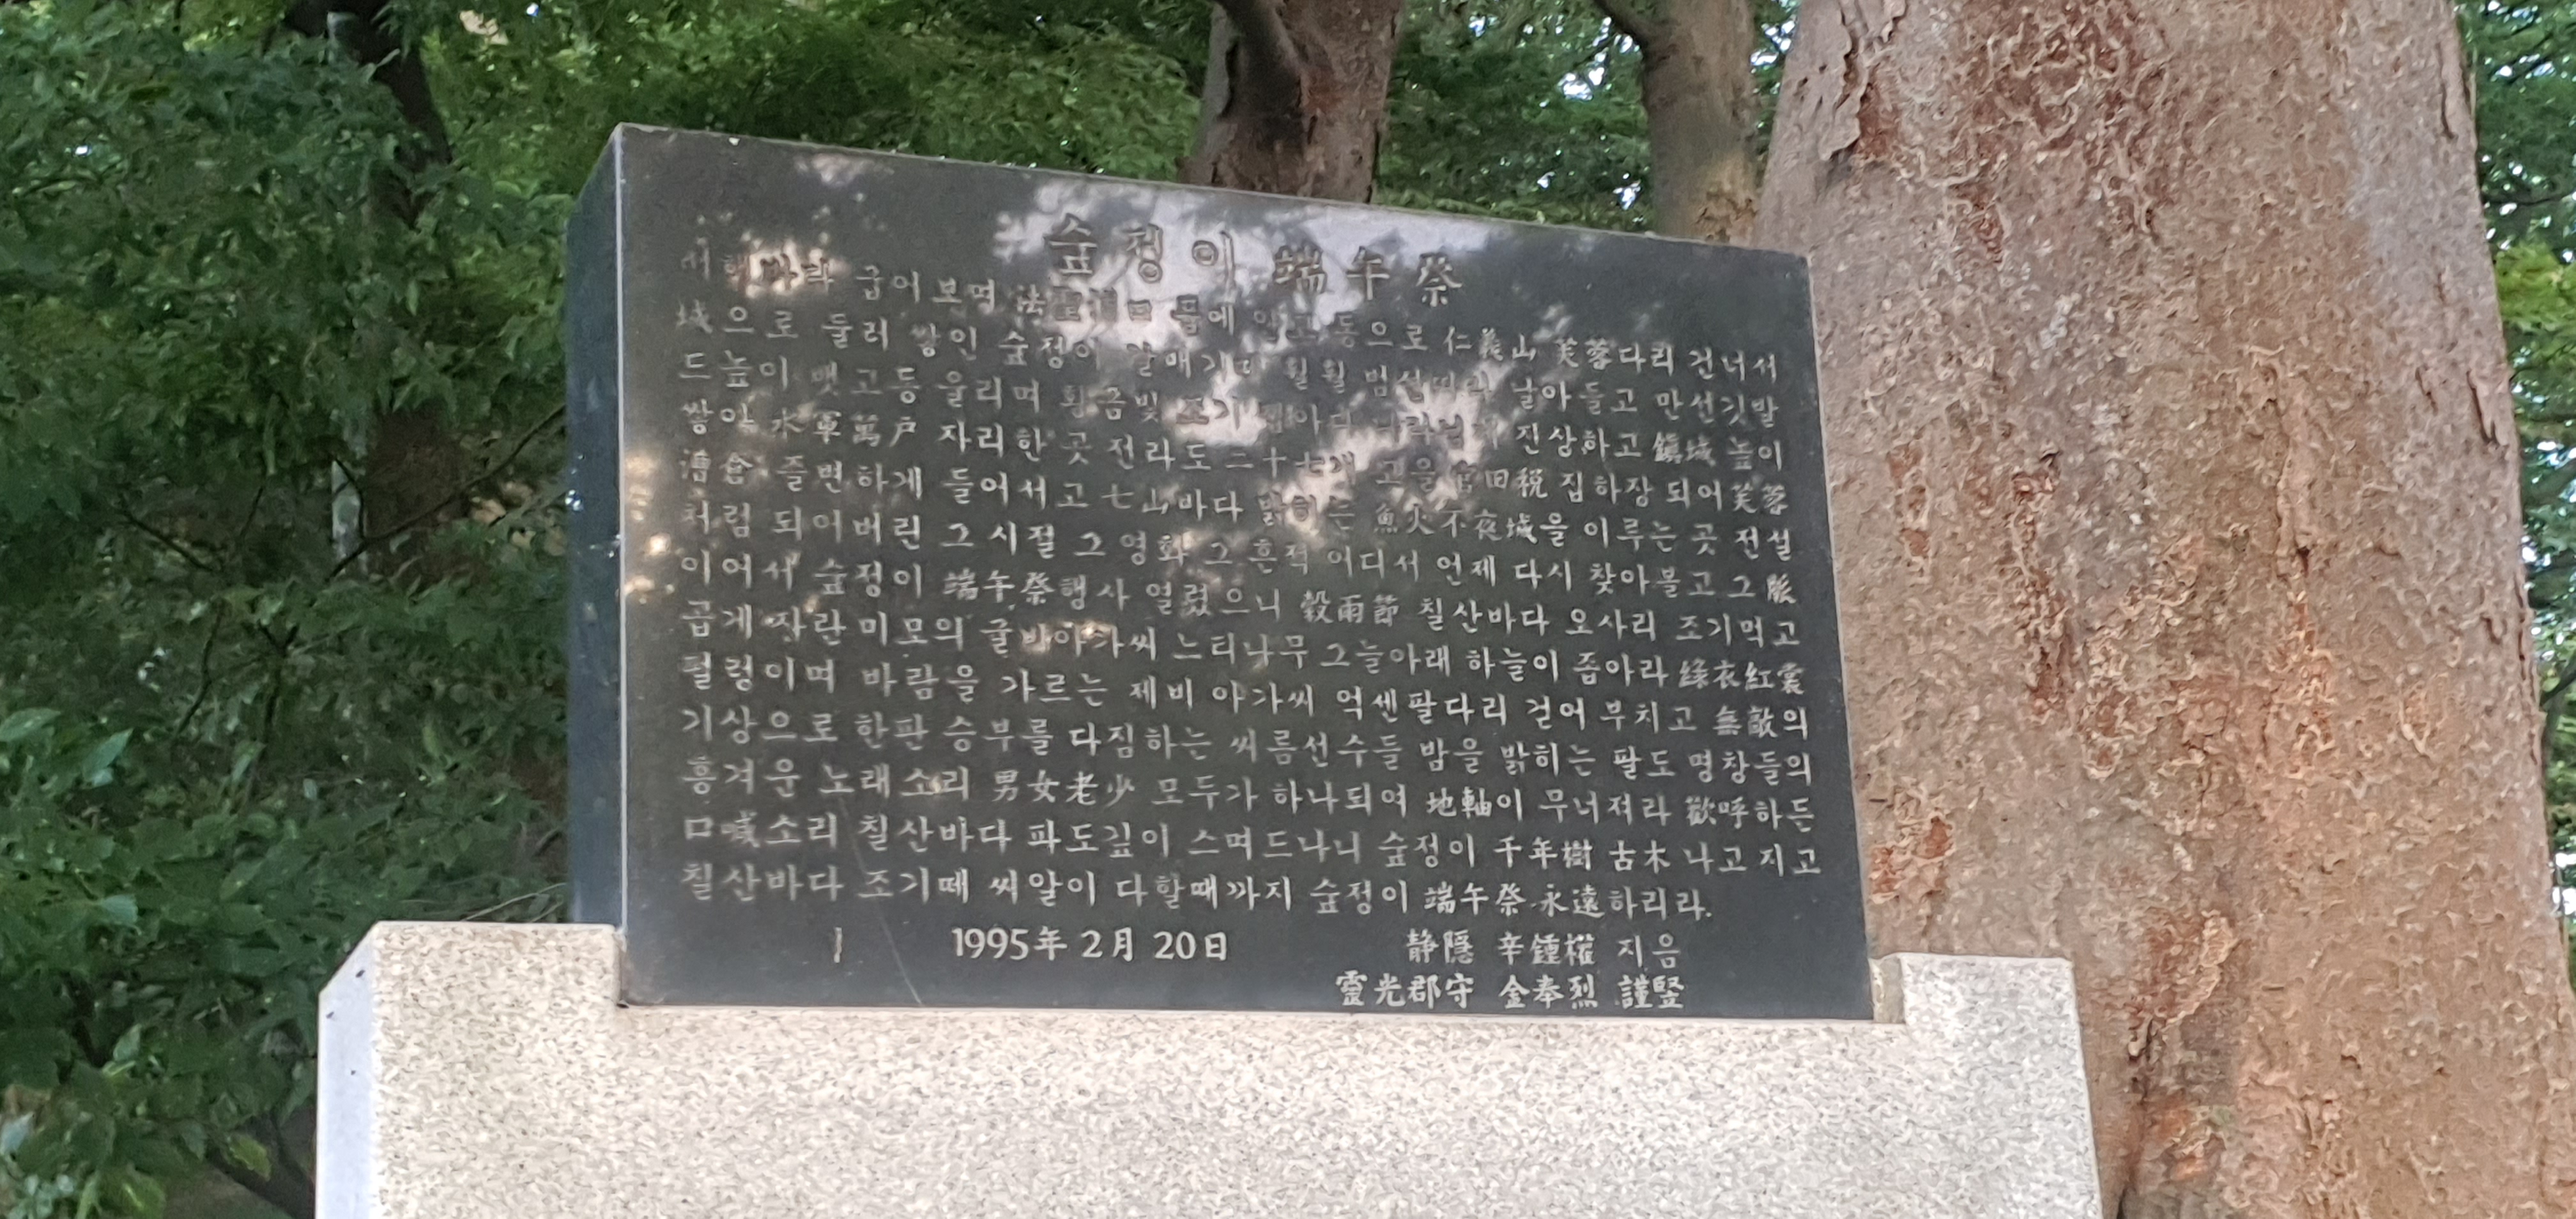 숲정이 端午祭
서해바라 굽어보며 法聖浦口 품에 안고 동으로 仁義山 芙蓉다리 건너서
城으로 둘러 쌓인 숲정이 갈매기떼 훨훨 범선따라 날아들고 만선깃발
드높이 뱃고동 울리며 황금빛 조기 진상하고 鎭城 높이
쌓아 水軍萬戶 자리한 곳 전라도 二十七개 고을 田税 집하장 되어 芙蓉
漕倉 즐번하게 들어서고 七山바다 밝히는 魚火不夜城을 이루는 곳 전설
처럼 되어버린 그 시절 그 영화 그 흔적 어디서 언제 다시 찾아볼고 그 脈
이어서 숲정이 端午祭행사 열렸으니 穀雨節 칠산바다 오사리 조기먹고
곱게 자란 미모의 굴비아가씨 느티나무 그늘아래 하늘이 좁아라 綠衣紅裳
펄렁이며 바람을 가르는 제비 아가씨 억센팔다리 걷어 부치고 無敵의
기상으로 한판 승부를 다짐하는 씨름선수들 밤을 밝히는 팔도 명창들의
흥겨운 노래소리 男女老少 모두가 하나되여 地軸이 무너져라 歡呼하든
口喊소리 칠산바다 파도깊이 스며드나니 숲정이 千年樹 古木 나고 지고
칠산바다 조기떼 씨알이 다할때까지 숲정이 端午祭 永遠하리라.
1995年 2月 20日
静隱 辛鍾權 지음
靈光郡守 金奉烈 謹竪